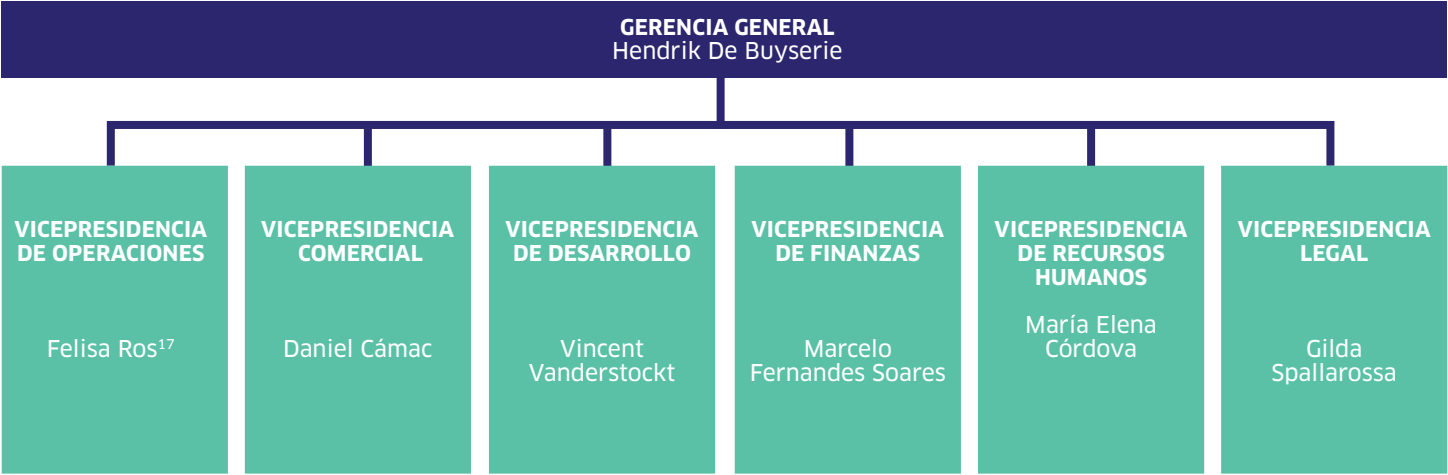 GERENCIA GENERAL
Hendrik De Buyserie
VICEPRESIDENCIA
DE OPERACIONES
Felisa Ros¹⁷
VICEPRESIDENCIA
COMERCIAL
Daniel Cámac
VICEPRESIDENCIA
DE DESARROLLO
Vincent
Vanderstockt
VICEPRESIDENCIA
DE FINANZAS
Marcelo
Fernandes Soares
VICEPRESIDENCIA
DE RECURSOS
HUMANOS
María Elena
Córdova
VICEPRESIDENCIA
LEGAL
Gilda
Spallarossa